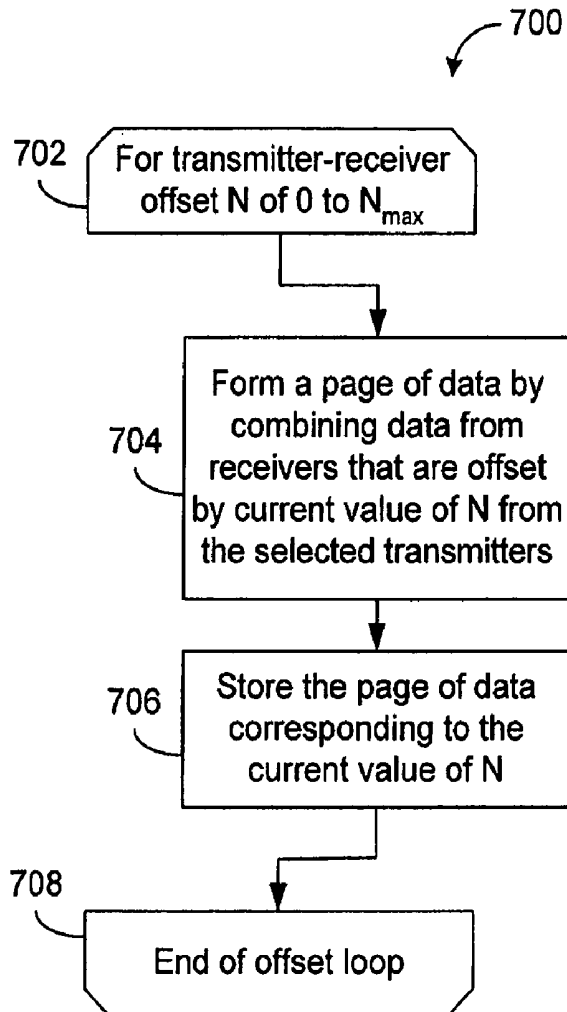 700
702
For transmitter-receiver
offset N of 0 to Nmax
704
Form a page of data by
combining data from
receivers that are offset
by current value of N from
the selected transmitters
706
Store the page of data
corresponding to the
current value of N
708
End of offset loop